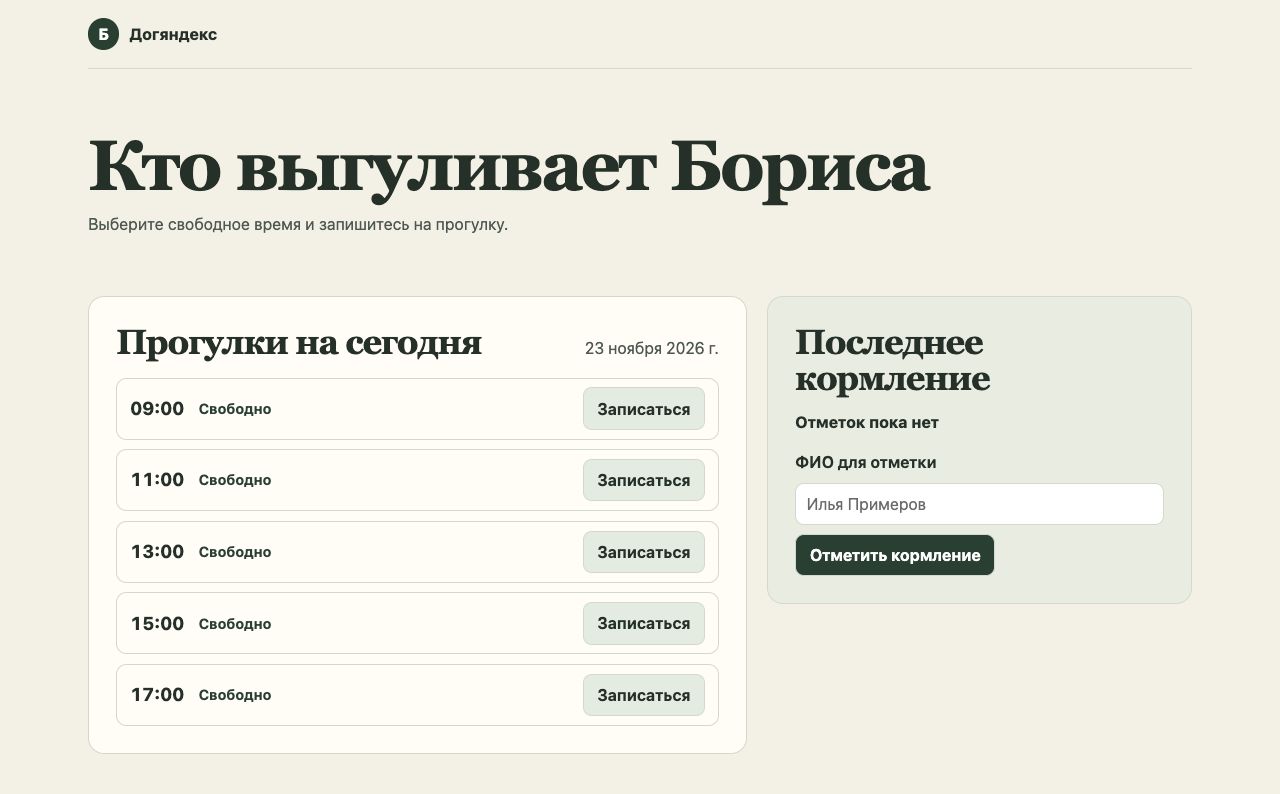 Б Догяндекс
Кто выгуливает Бориса
Выберите свободное время и запишитесь на прогулку.
Прогулки на сегодня
23 ноября 2026 г.
09:00 Свободно Записаться
11:00 Свободно Записаться
13:00 Свободно Записаться
15:00 Свободно Записаться
17:00 Свободно Записаться
Последнее
кормление
Отметок пока нет
ФИО для отметки
Илья Примеров
Отметить кормление